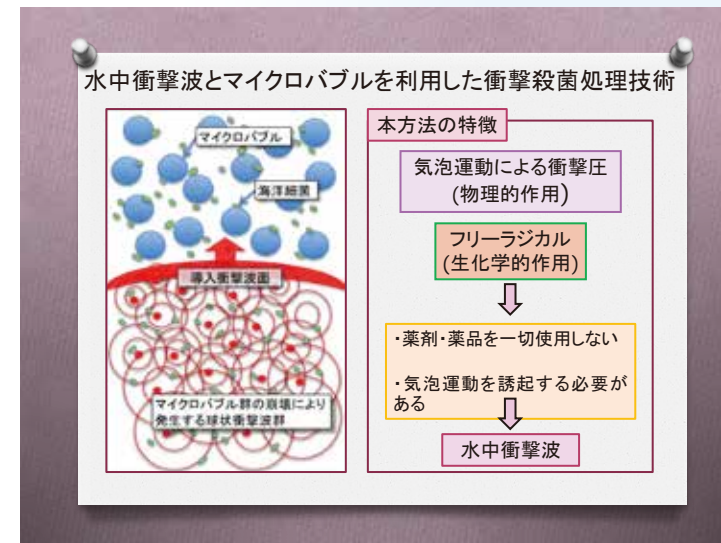 水中衝撃波とマイクロバブルを利用した衝撃殺菌処理技術
マイクロバブル
海洋細菌
導入衝撃波面
マイクロバブル群の崩壊により
発生する球状衝撃波群
本方法の特徴
気泡運動による衝撃圧
(物理的作用)
フリーラジカル
(生化学的作用)
・薬剤・薬品を一切使用しない
・気泡運動を誘起する必要が
ある
水中衝撃波